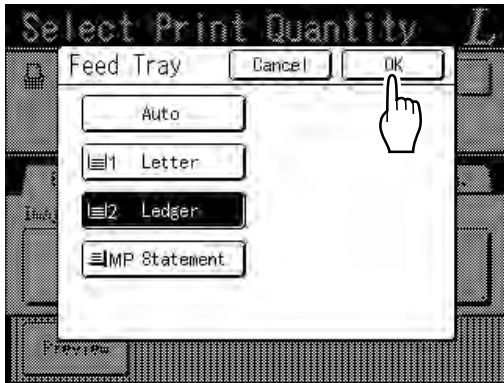 Select Print Quantity
Feed Tray Cancel OK
Auto
1 Letter
2 Ledger
MP Statement
Preview